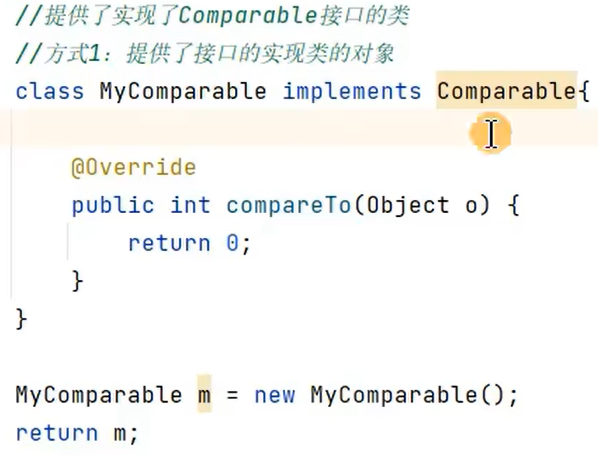 //提供了实现了Comparable接口的类
//方式1：提供了接口的实现类的对象
class MyComparable implements Comparable{
@Override
public int compareTo(Object o) {
return 0;
}
}
MyComparable m = new MyComparable();
return m;